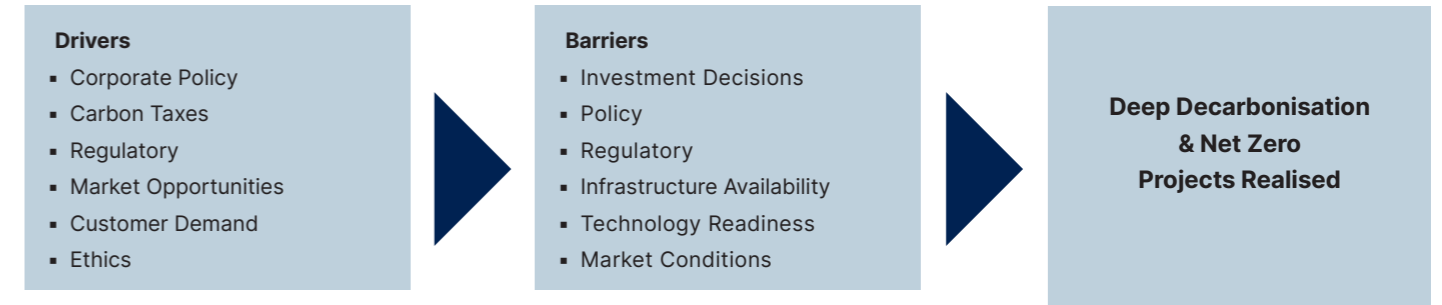 Drivers
▪ Corporate Policy
▪ Carbon Taxes
▪ Regulatory
▪ Market Opportunities
▪ Customer Demand
▪ Ethics
Barriers
▪ Investment Decisions
▪ Policy
▪ Regulatory
▪ Infrastructure Availability
▪ Technology Readiness
▪ Market Conditions
Deep Decarbonisation
& Net Zero
Projects Realised